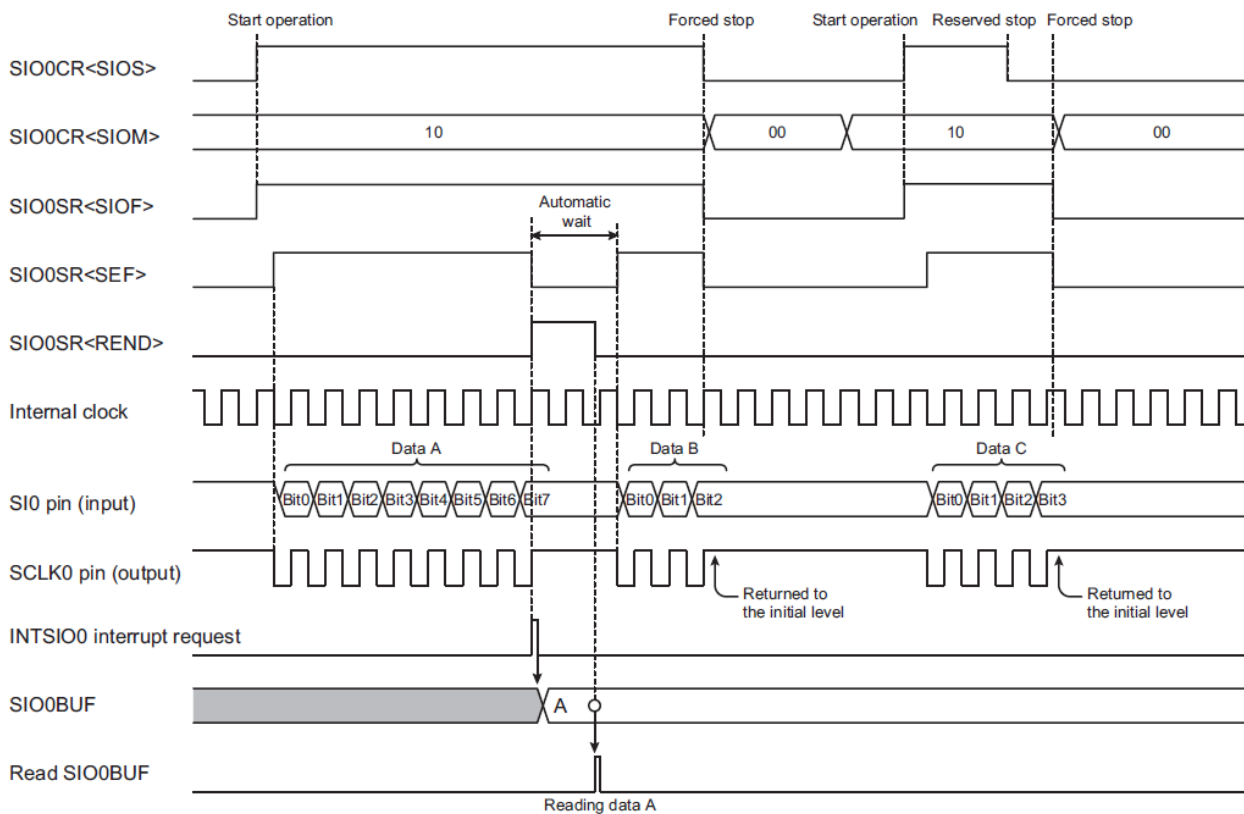 Start operation
Forced stop
Start operation
Reserved stop
Forced stop
SIO0CR<SIOS>
SIO0CR<SIOM>
10
00
10
00
SIO0SR<SIOF>
Automatic
wait
SIO0SR<SEF>
SIO0SR<REND>
Internal clock
Data A
Data B
Data C
SI0 pin (input)
Bit0 Bit1 Bit2 Bit3 Bit4 Bit5 Bit6 Bit7
Bit0 Bit1 Bit2
Bit0 Bit1 Bit2 Bit3
SCLK0 pin (output)
Returned to
the initial level
Returned to
the initial level
INTSIO0 interrupt request
SIO0BUF
A
Read SIO0BUF
Reading data A